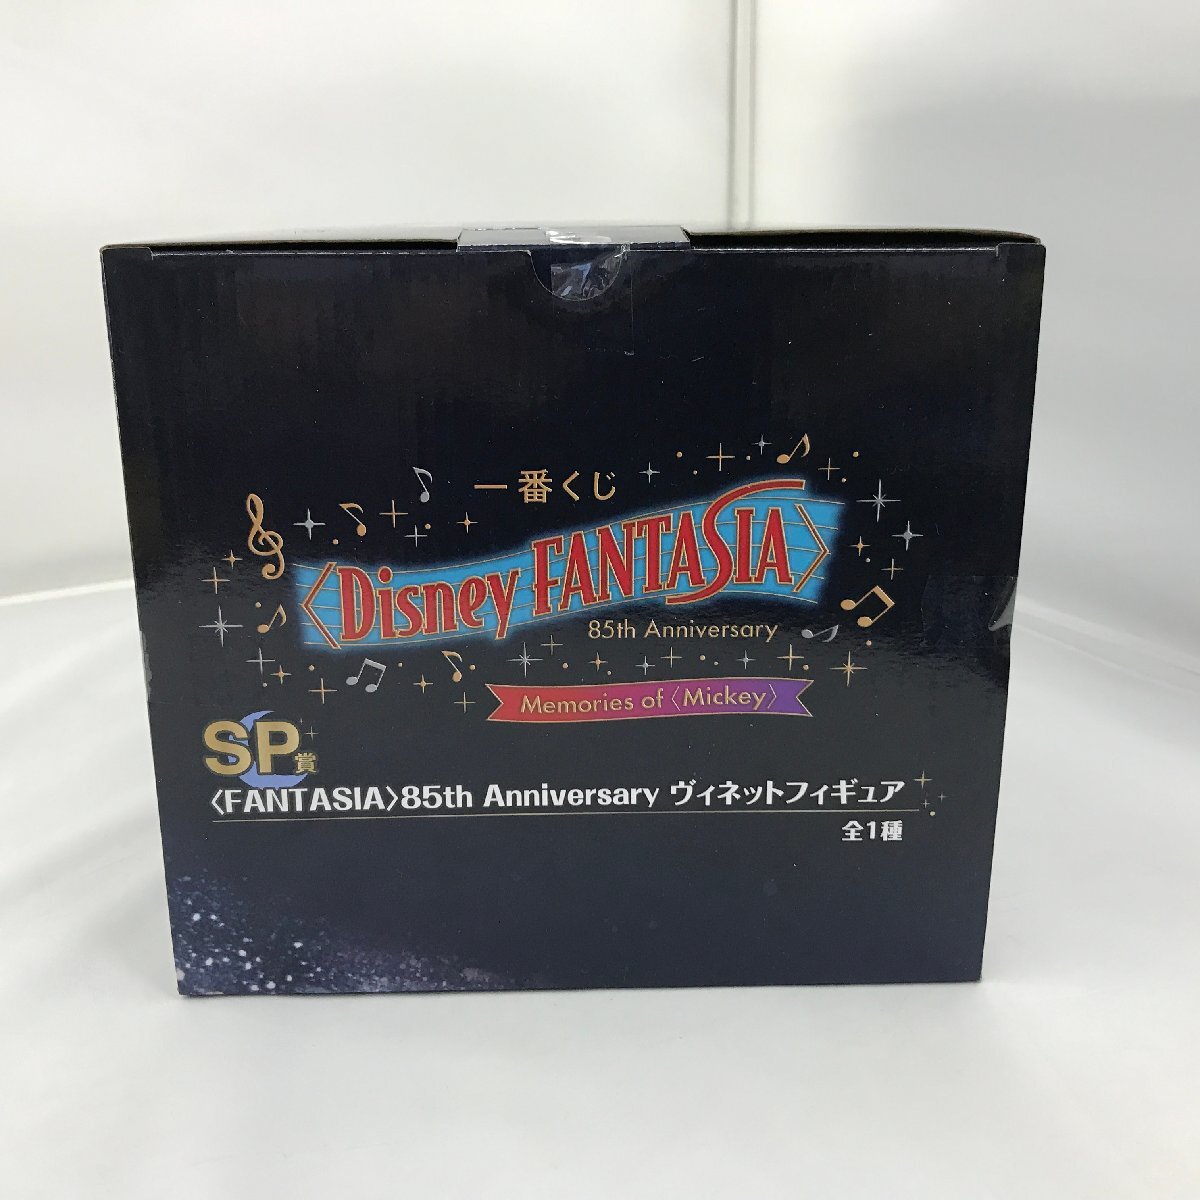 一番くじ
〈Disney FANTASIA〉
85th Anniversary
Memories of〈Mickey〉
SP賞
〈FANTASIA〉85th Anniversary ヴィネットフィギュア
全1種